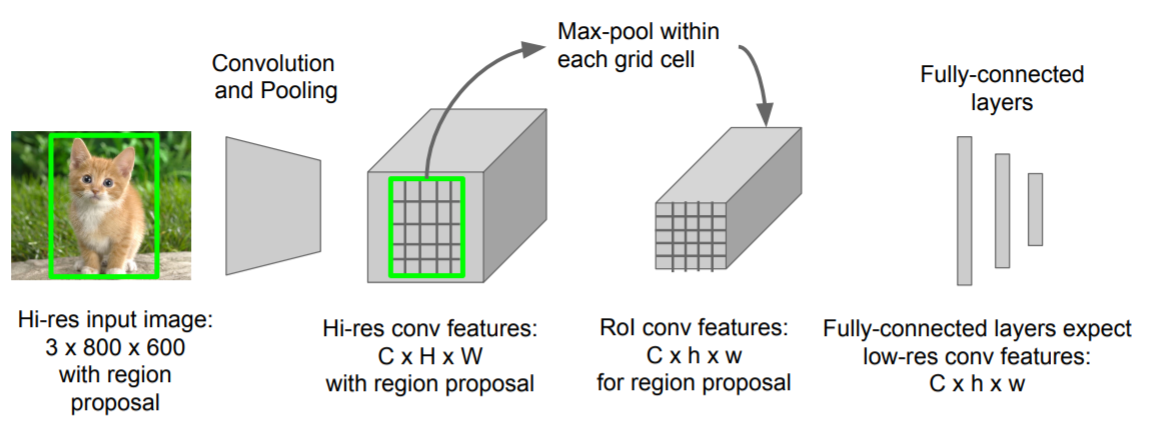 Max-pool within
each grid cell
Convolution
and Pooling
Fully-connected
layers
Hi-res input image:
3 x 800 x 600
with region
proposal
Hi-res conv features:
C x H x W
with region proposal
RoI conv features:
C x h x w
for region proposal
Fully-connected layers expect
low-res conv features:
C x h x w